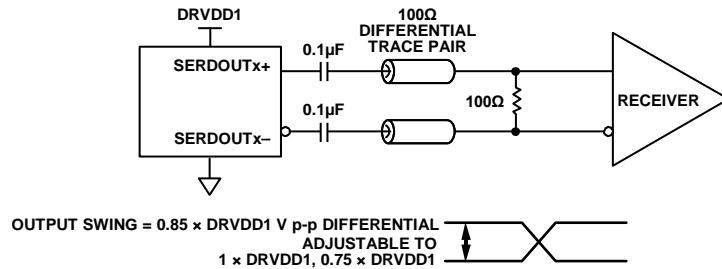 DRVDD1
100Ω
DIFFERENTIAL
TRACE PAIR
0.1µF
SERDOUTx+
100Ω
RECEIVER
0.1µF
SERDOUTx–
OUTPUT SWING = 0.85 × DRVDD1 V p-p DIFFERENTIAL
ADJUSTABLE TO
1 × DRVDD1, 0.75 × DRVDD1